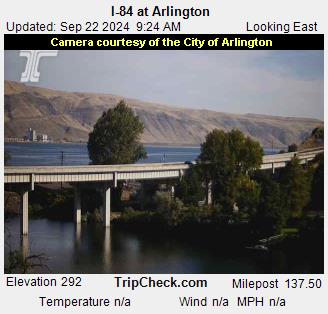 I-84 at Arlington
Updated: Sep 22 2024 9:24 AM Looking East
Camera courtesy of the City of Arlington
Elevation 292 TripCheck.com Milepost 137.50
Temperature n/a Wind n/a MPH n/a